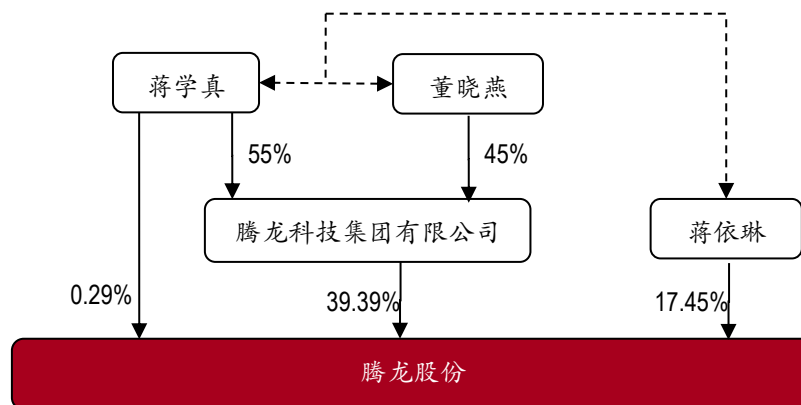 蒋学真
董晓燕
55%
45%
腾龙科技集团有限公司
蒋依琳
0.29%
39.39%
17.45%
腾龙股份